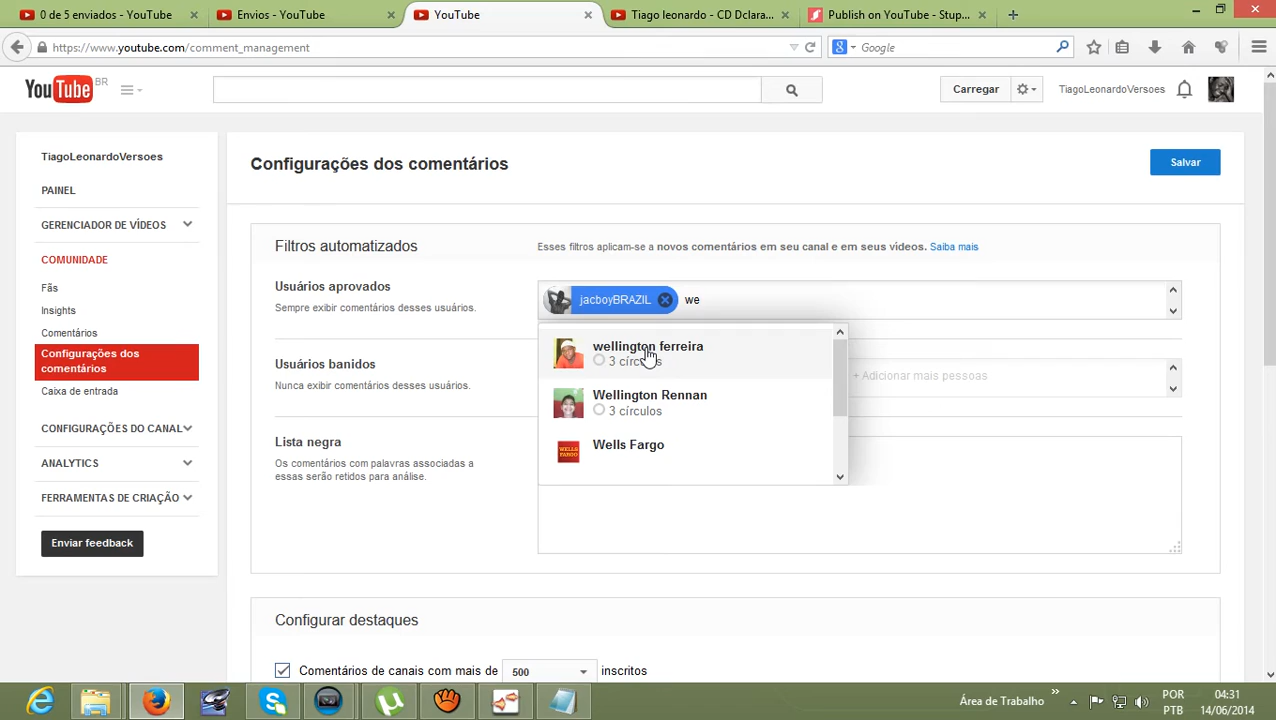 0 de 5 - YouTube
Envios - YouTube
YouTube
Tiago leonardo - CD Dclara...
Publish on YouTube - Stup...
https://www.youtube.com/comment_management
Google
YouTube BR
Carregar
TiagoLeonardoVersoes
TiagoLeonardoVersoes
PAINEL
GERENCIADOR DE VÍDEOS
COMUNIDADE
Fãs
Insights
Comentários
Configurações dos
comentários
Caixa de entrada
CONFIGURAÇÕES DO CANAL
ANALYTICS
FERRAMENTAS DE CRIAÇÃO
Enviar feedback
Configurações dos comentários
Salvar
Filtros automatizados
Esses filtros aplicam-se a novos comentários em seu canal e em seus vídeos. Saiba mais
Usuários aprovados
Sempre exibir comentários desses usuários.
jacboyBRAZIL we
wellington ferreira
3 círculos
Wellington Rennan
3 círculos
WELLS FARGO
Wells Fargo
Usuários banidos
Nunca exibir comentários desses usuários.
+ Adicionar mais pessoas
Lista negra
Os comentários com palavras associadas a
essas serão retidos para análise.
Configurar destaques
Comentários de canais com mais de 500 inscritos
Área de Trabalho
POR
PTB
04:31
14/06/2014